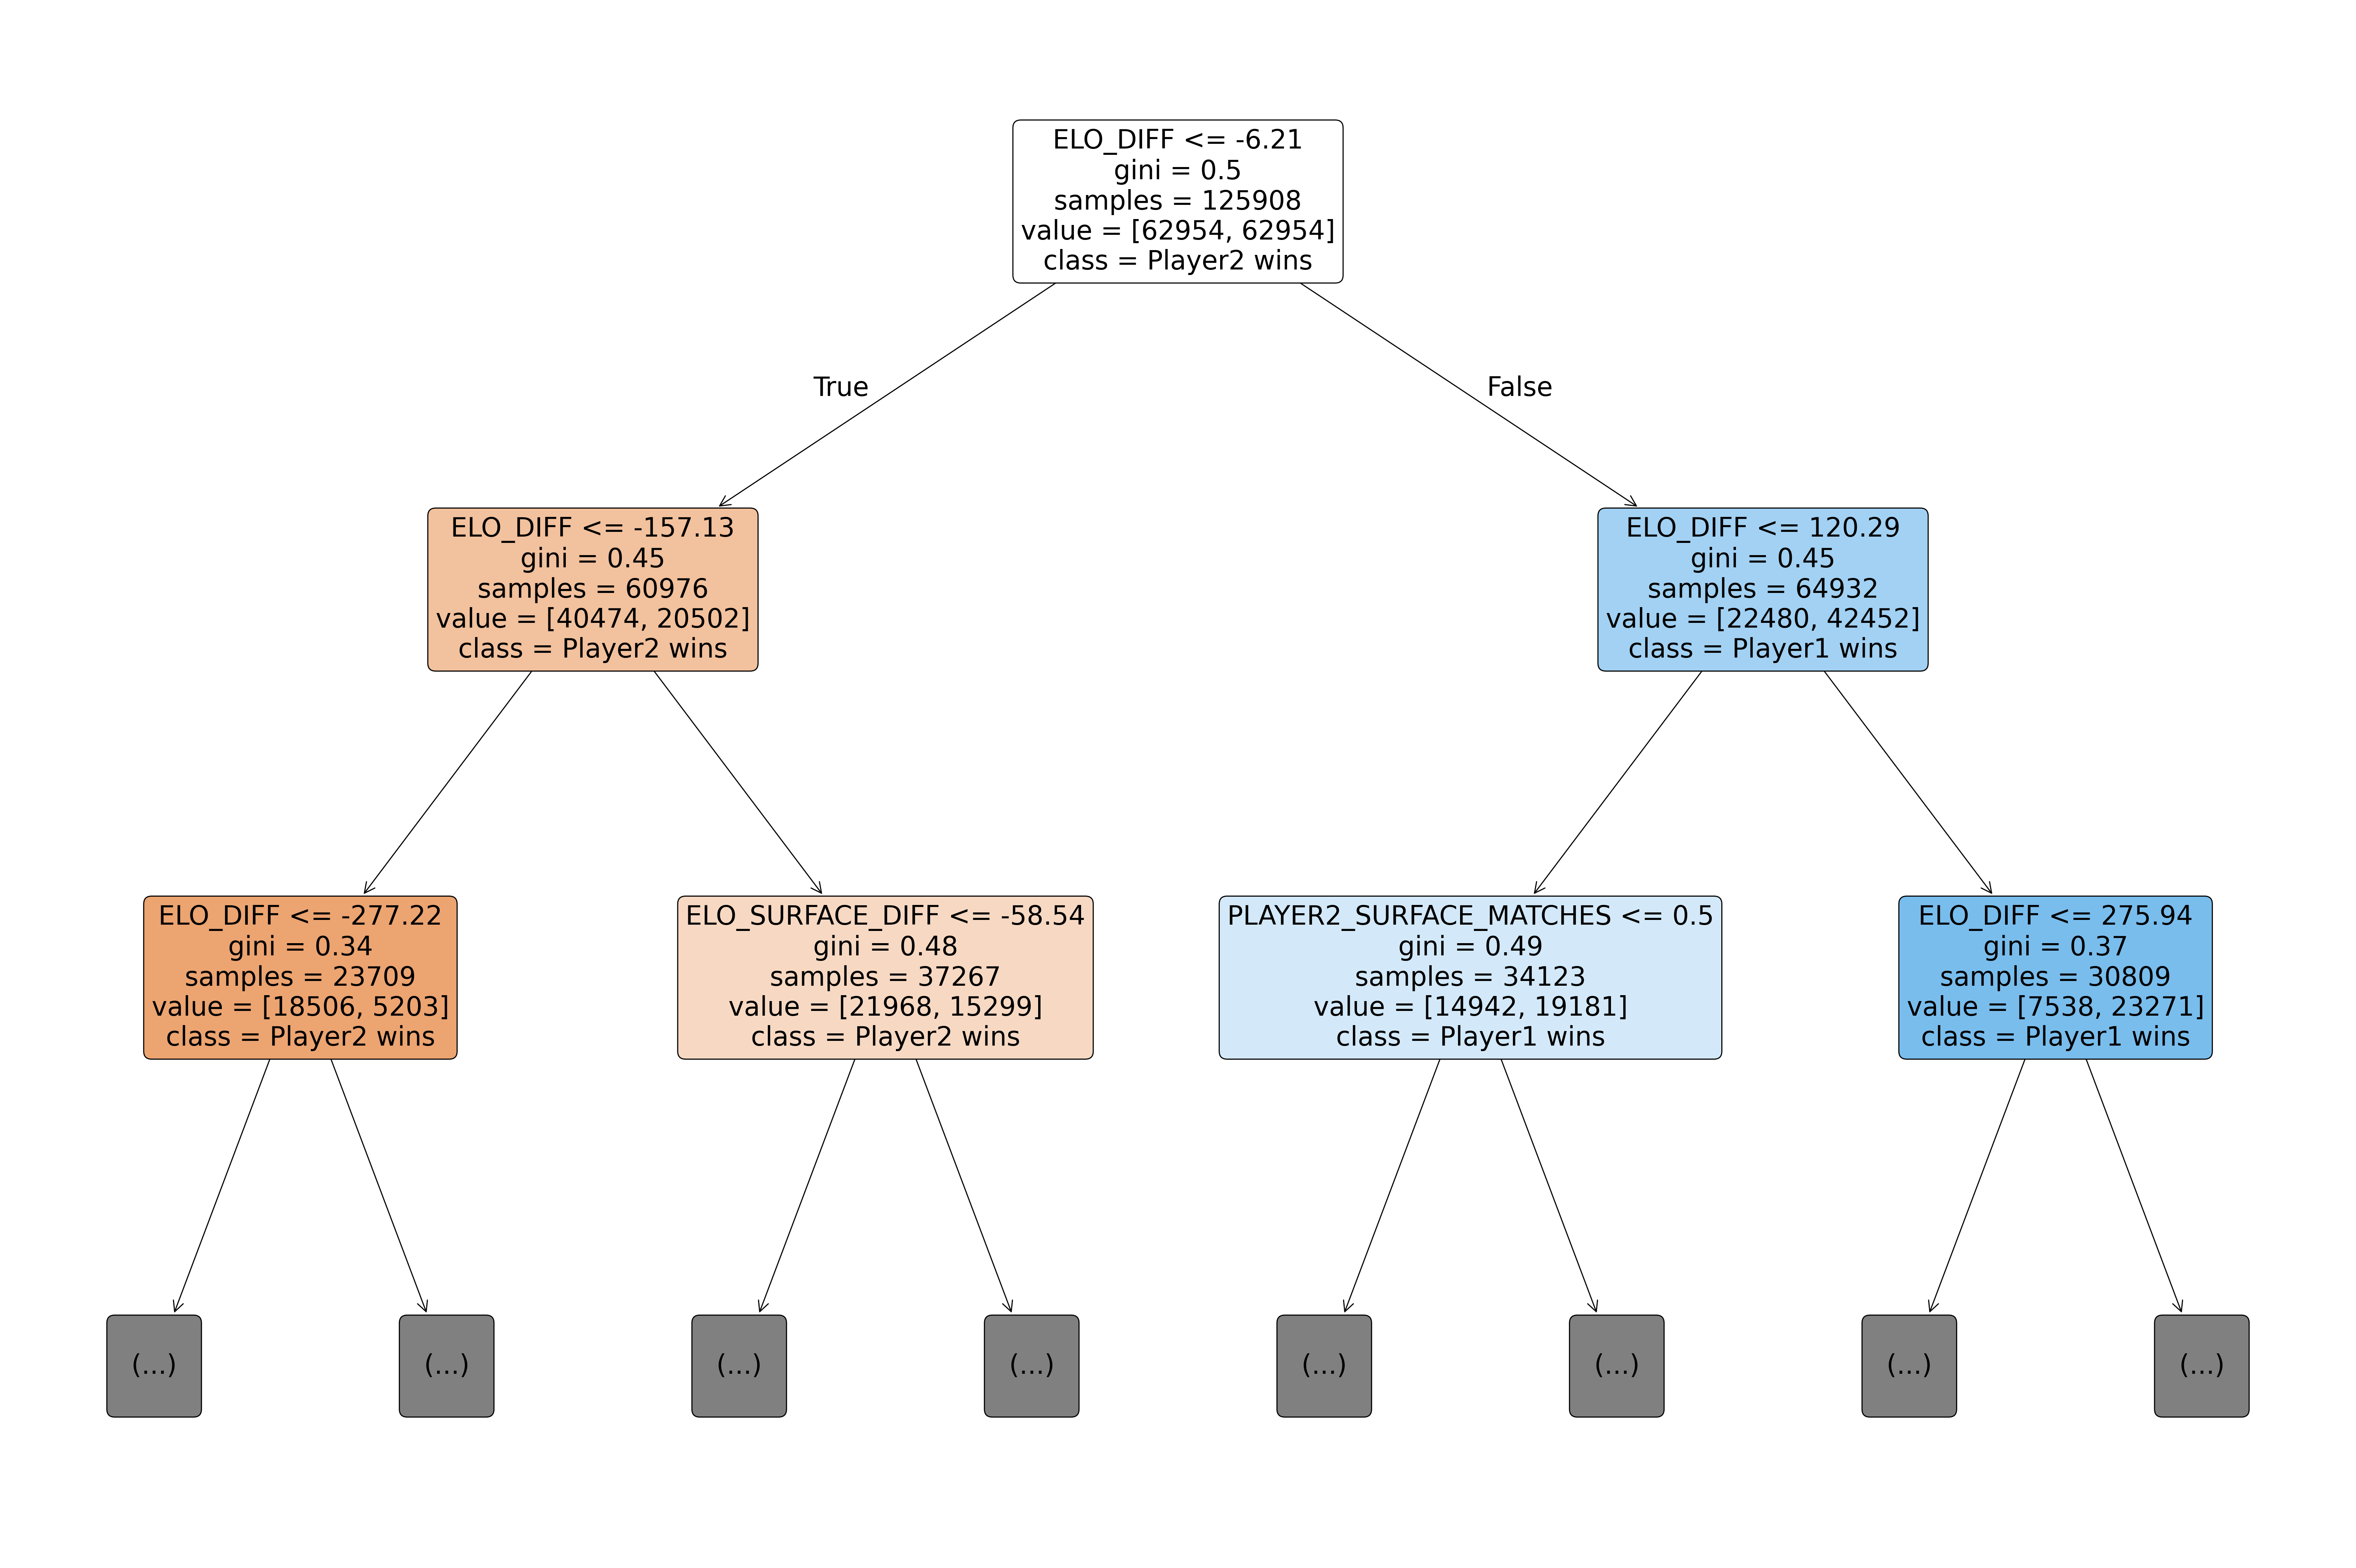 ELO_DIFF <= -6.21
gini = 0.5
samples = 125908
value = [62954, 62954]
class = Player2 wins
True
False
ELO_DIFF <= -157.13
gini = 0.45
samples = 60976
value = [40474, 20502]
class = Player2 wins
ELO_DIFF <= 120.29
gini = 0.45
samples = 64932
value = [22480, 42452]
class = Player1 wins
ELO_DIFF <= -277.22
gini = 0.34
samples = 23709
value = [18506, 5203]
class = Player2 wins
ELO_SURFACE_DIFF <= -58.54
gini = 0.48
samples = 37267
value = [21968, 15299]
class = Player2 wins
PLAYER2_SURFACE_MATCHES <= 0.5
gini = 0.49
samples = 34123
value = [14942, 19181]
class = Player1 wins
ELO_DIFF <= 275.94
gini = 0.37
samples = 30809
value = [7538, 23271]
class = Player1 wins
(...)
(...)
(...)
(...)
(...)
(...)
(...)
(...)